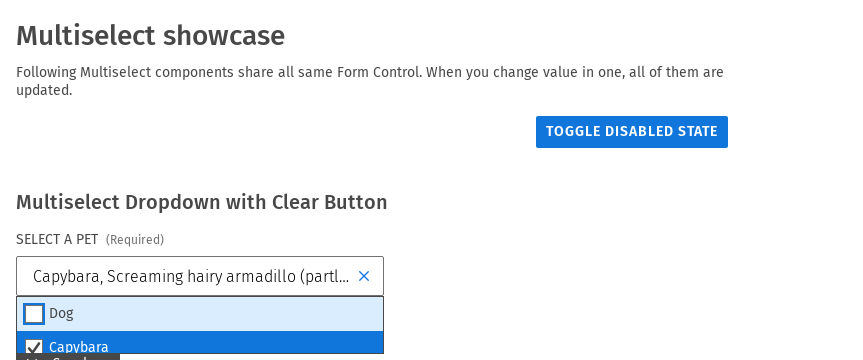 Multiselect showcase
Following Multiselect components share all same Form Control. When you change value in one, all of them are
updated.
TOGGLE DISABLED STATE
Multiselect Dropdown with Clear Button
SELECT A PET (Required)
Capybara, Screaming hairy armadillo (partl...
Dog
Capybara